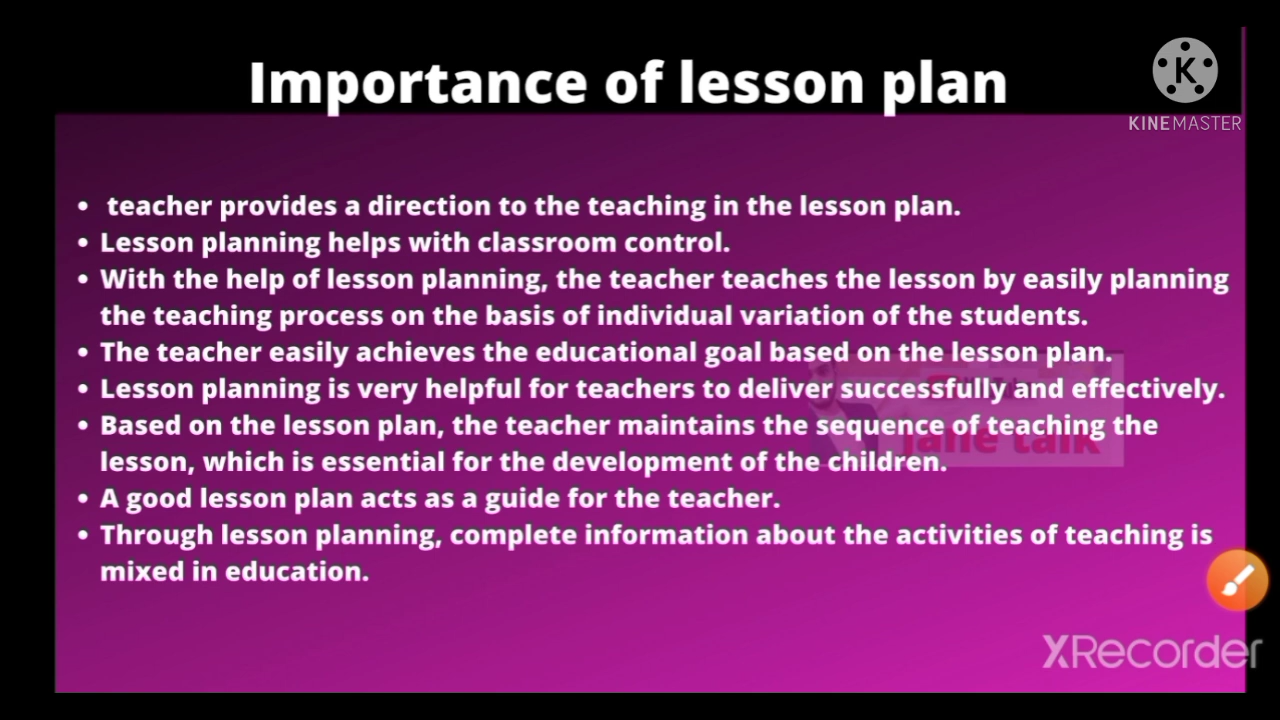 Importance of lesson plan
K
KINEMASTER
• teacher provides a direction to the teaching in the lesson plan.
• Lesson planning helps with classroom control.
• With the help of lesson planning, the teacher teaches the lesson by easily planning
the teaching process on the basis of individual variation of the students.
• The teacher easily achieves the educational goal based on the lesson plan.
• Lesson planning is very helpful for teachers to deliver successfully and effectively.
• Based on the lesson plan, the teacher maintains the sequence of teaching the
lesson, which is essential for the development of the children.
• A good lesson plan acts as a guide for the teacher.
• Through lesson planning, complete information about the activities of teaching is
mixed in education.
talk
XRecorder